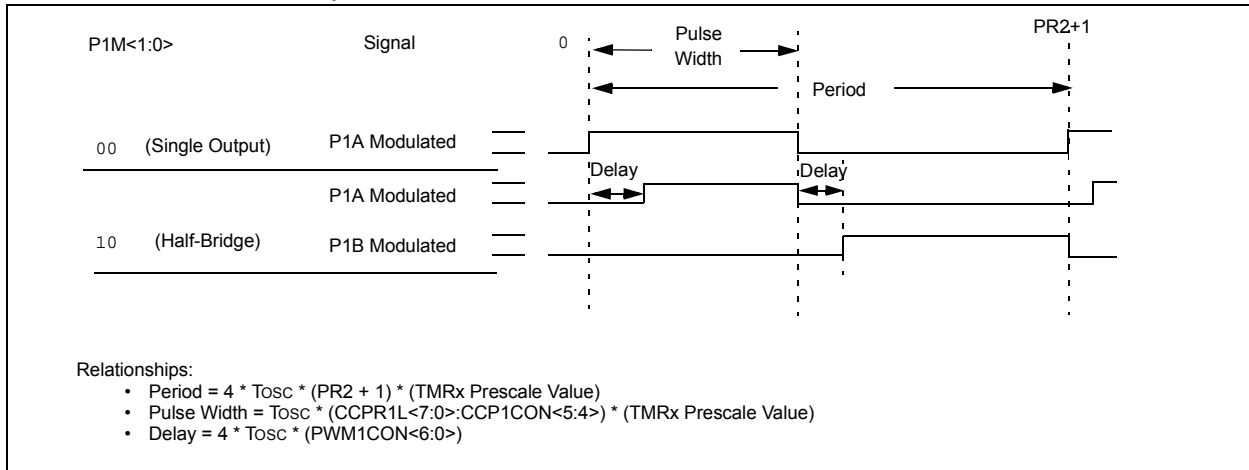 P1M<1:0>
Signal
0
Pulse
Width
PR2+1
Period
00 (Single Output) P1A Modulated
Delay Delay
P1A Modulated
10 (Half-Bridge) P1B Modulated
Relationships:
• Period = 4 * TOSC * (PR2 + 1) * (TMRx Prescale Value)
• Pulse Width = TOSC * (CCPR1L<7:0>:CCP1CON<5:4>) * (TMRx Prescale Value)
• Delay = 4 * TOSC * (PWM1CON<6:0>)